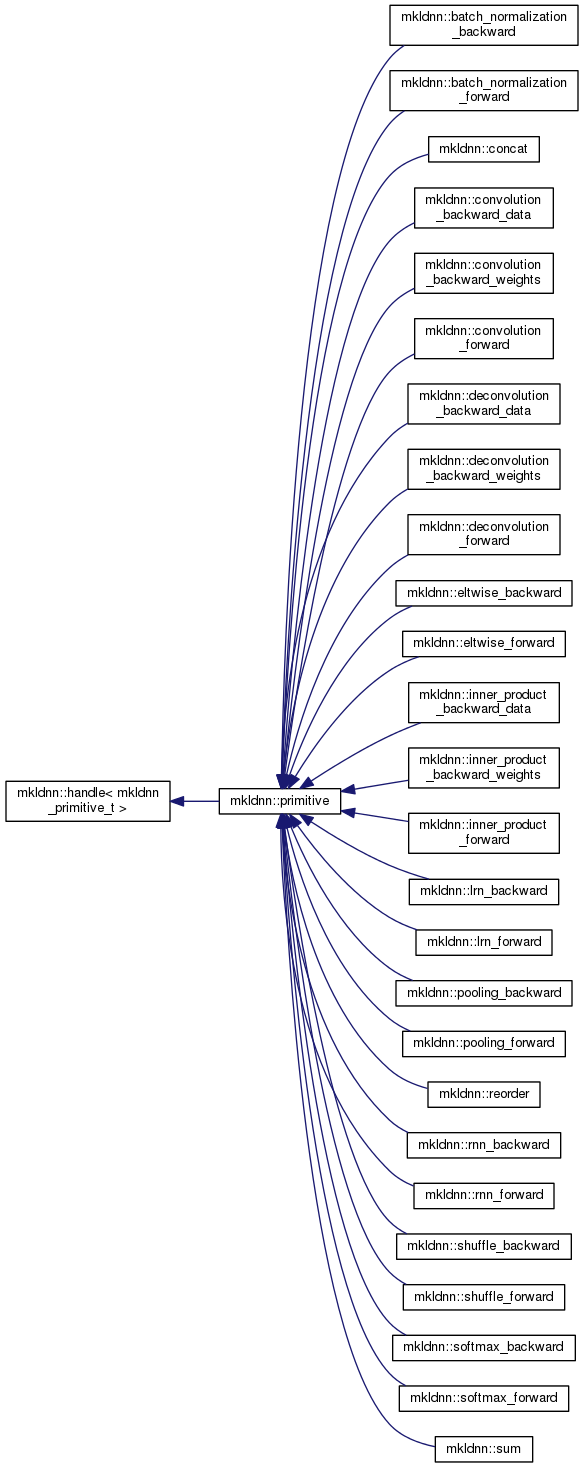 mkldnn::batch_normalization
_backward
mkldnn::batch_normalization
_forward
mkldnn::concat
mkldnn::convolution
_backward_data
mkldnn::convolution
_backward_weights
mkldnn::convolution
_forward
mkldnn::deconvolution
_backward_data
mkldnn::deconvolution
_backward_weights
mkldnn::deconvolution
_forward
mkldnn::eltwise_backward
mkldnn::eltwise_forward
mkldnn::inner_product
_backward_data
mkldnn::inner_product
_backward_weights
mkldnn::handle< mkldnn
_primitive_t >
mkldnn::primitive
mkldnn::inner_product
_forward
mkldnn::lrn_backward
mkldnn::lrn_forward
mkldnn::pooling_backward
mkldnn::pooling_forward
mkldnn::reorder
mkldnn::rnn_backward
mkldnn::rnn_forward
mkldnn::shuffle_backward
mkldnn::shuffle_forward
mkldnn::softmax_backward
mkldnn::softmax_forward
mkldnn::sum